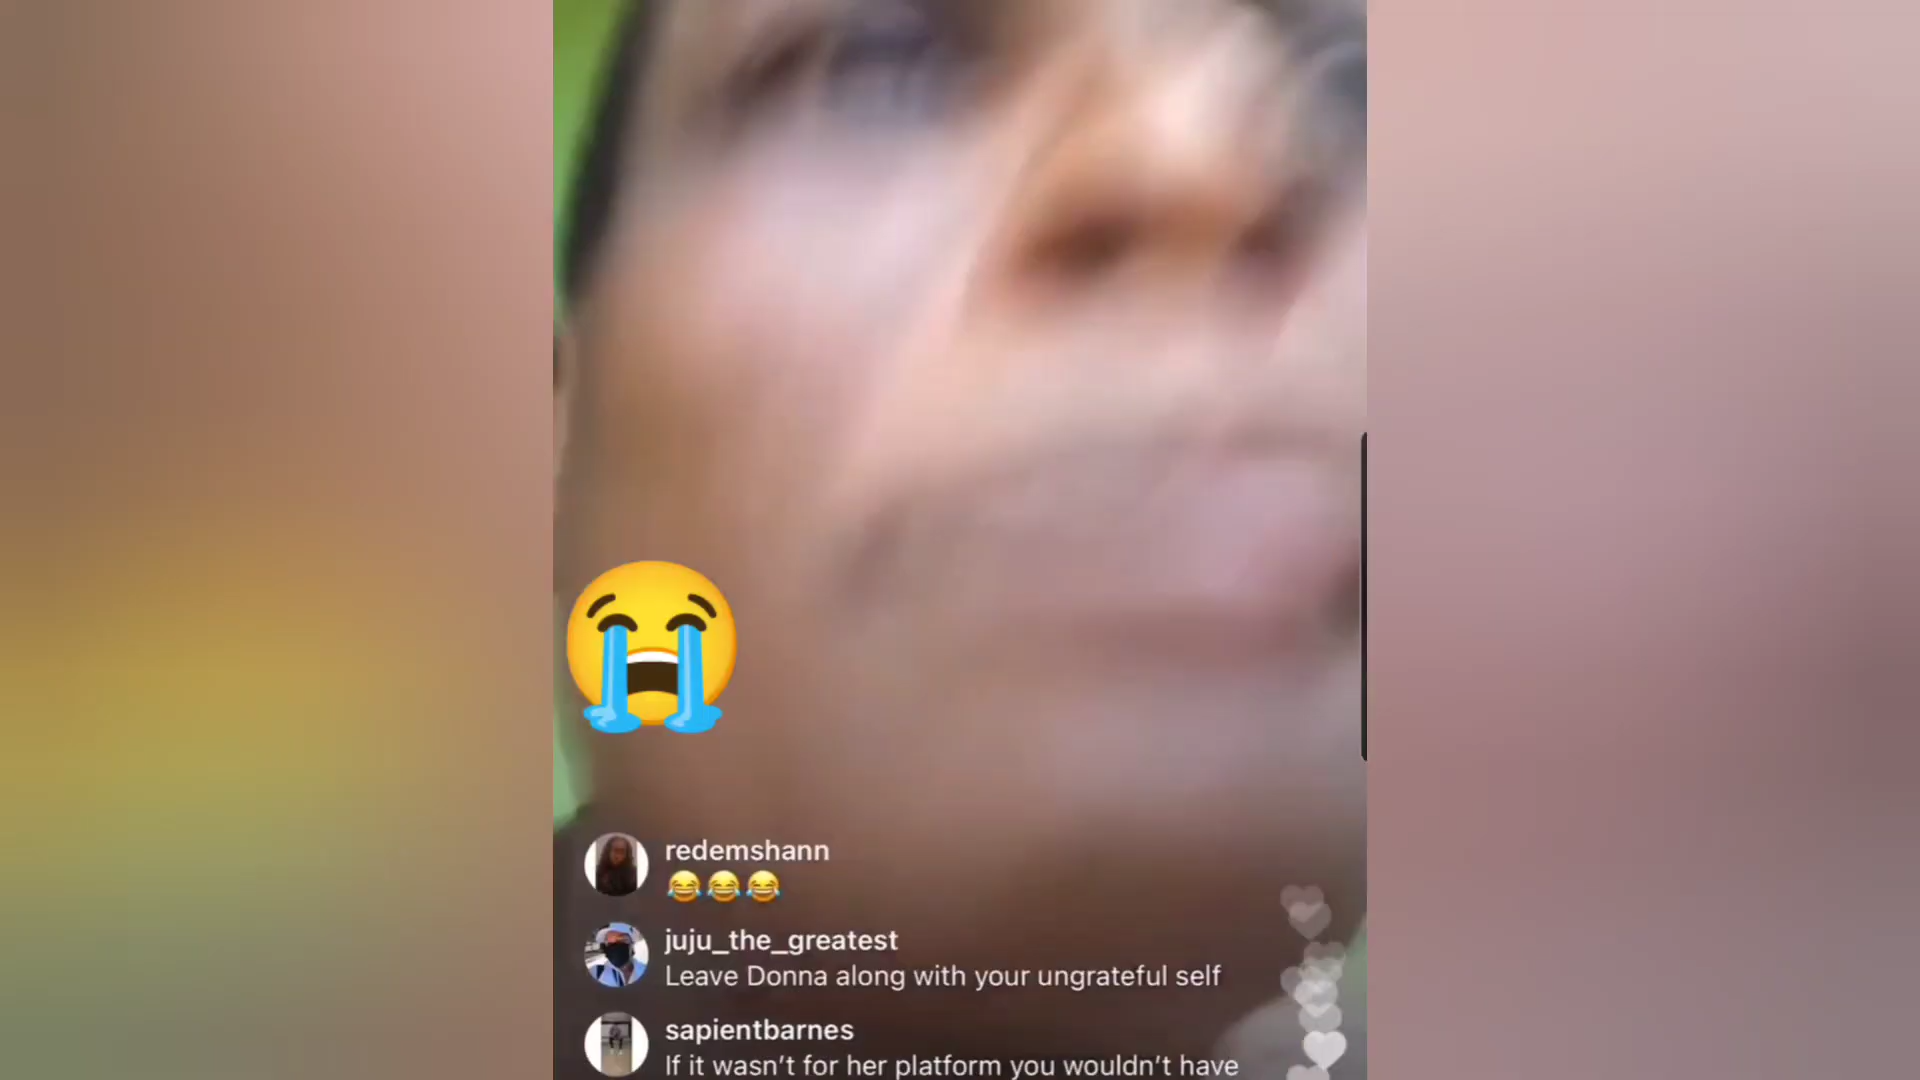 redemshann
😂😂😂
juju_the_greatest
Leave Donna along with your ungrateful self
sapientbarnes
If it wasn’t for her platform you wouldn’t have